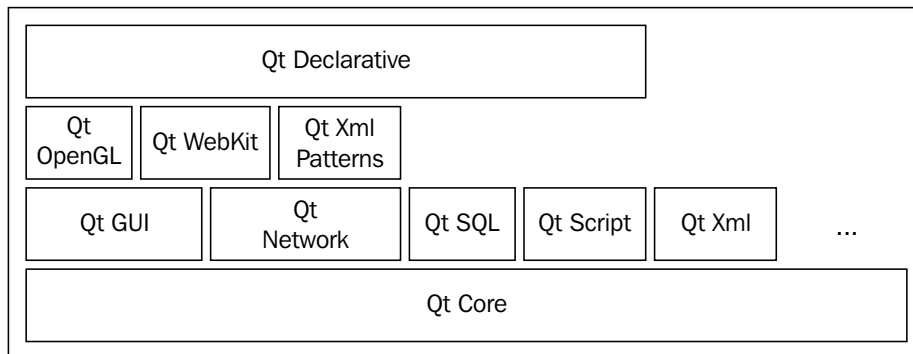 Qt Declarative
Qt
OpenGL
Qt WebKit
Qt Xml
Patterns
Qt GUI
Qt
Network
Qt SQL
Qt Script
Qt Xml
...
Qt Core